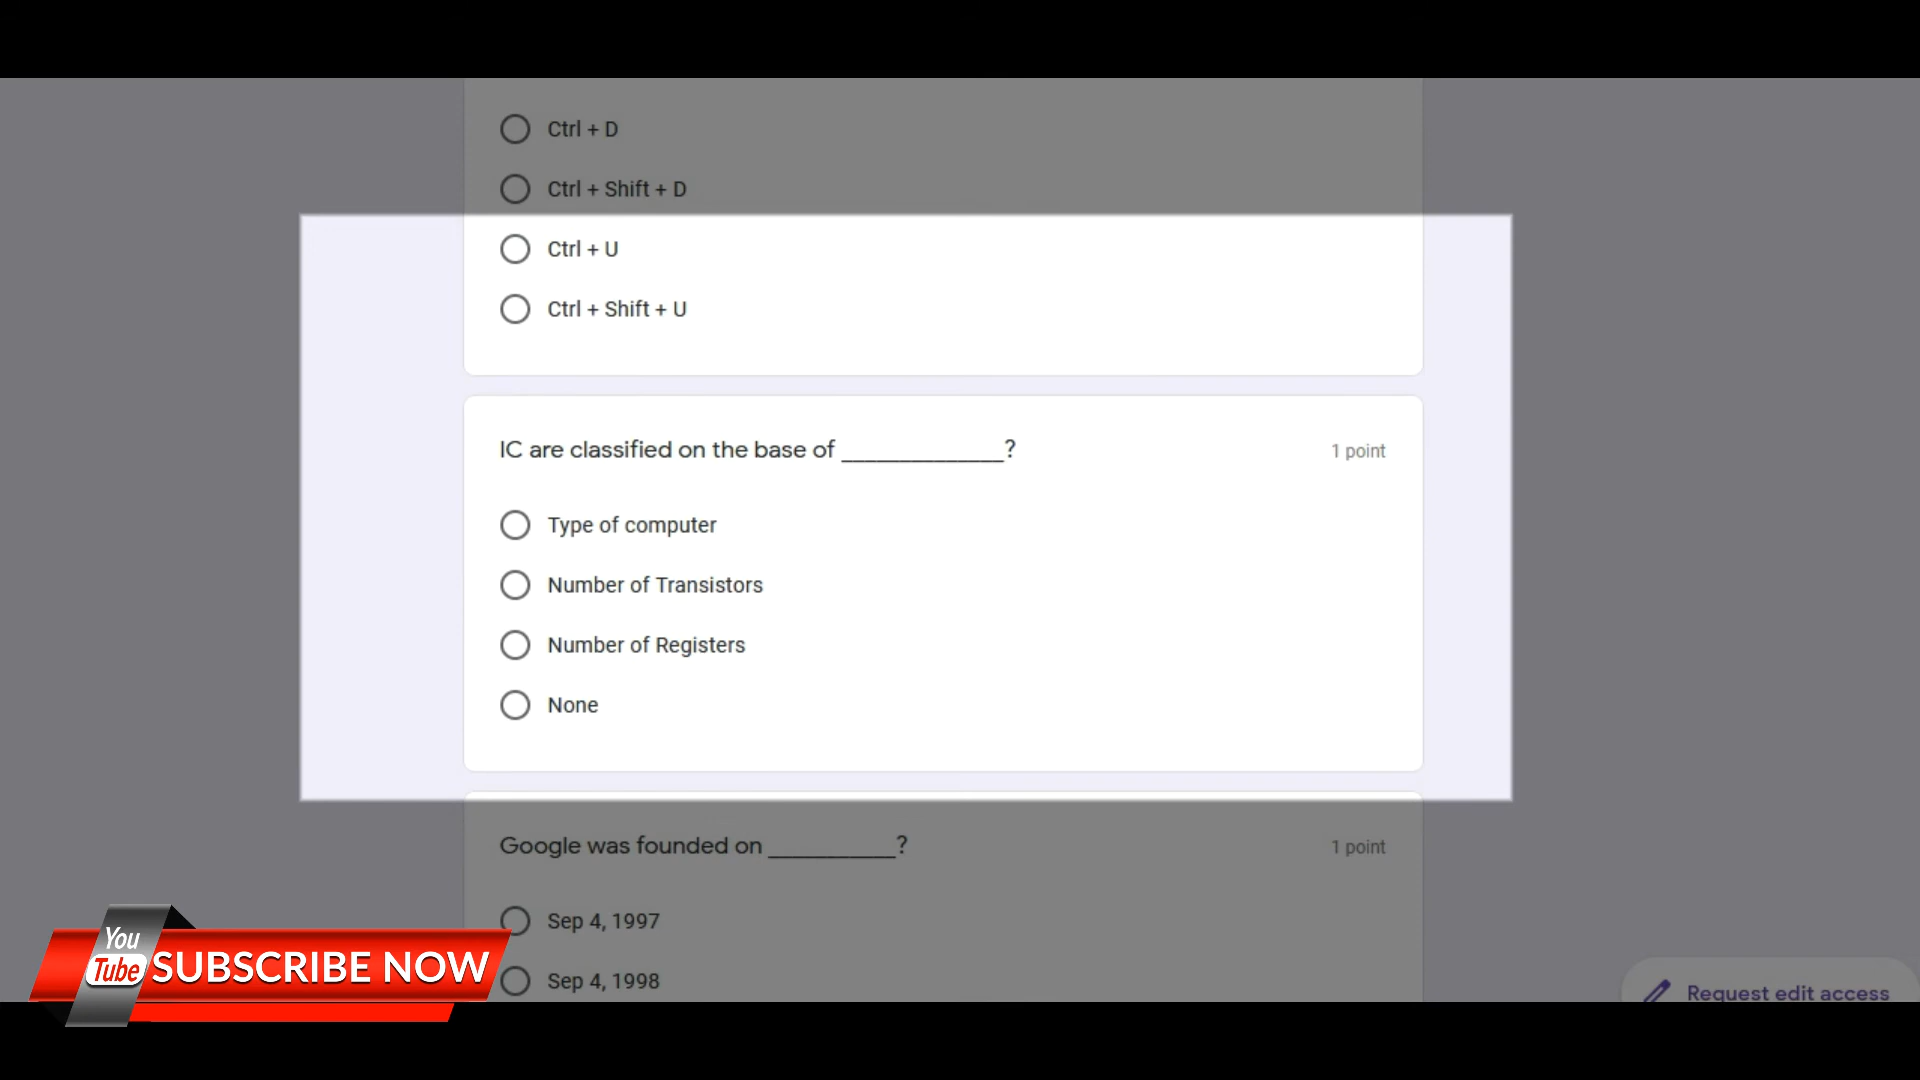 Ctrl + D
Ctrl + Shift + D
Ctrl + U
Ctrl + Shift + U
IC are classified on the base of ______________?
1 point
Type of computer
Number of Transistors
Number of Registers
None
Google was founded on ___________?
1 point
Sep 4, 1997
Sep 4, 1998
You
Tube
SUBSCRIBE NOW
Request edit access